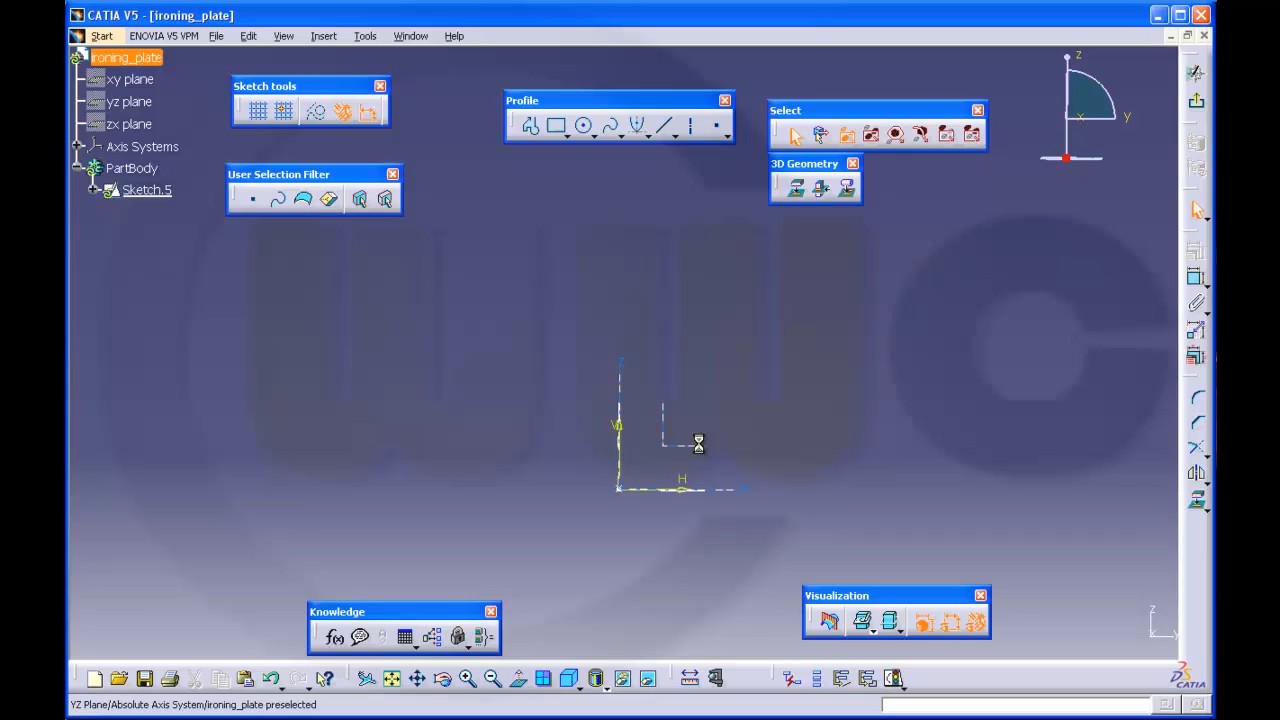 CATIA V5 - [ironing_plate]
Start ENOVIA V5 VPM File Edit View Insert Tools Window Help
ironing_plate
xy plane
yz plane
zx plane
Axis Systems
PartBody
Sketch.5
Sketch tools
User Selection Filter
Profile
Select
3D Geometry
z
x
y
Z
V
H
wuc
Knowledge
f(x)
Visualization
z
y
DS CATIA
YZ Plane/Absolute Axis System/ironing_plate preselected